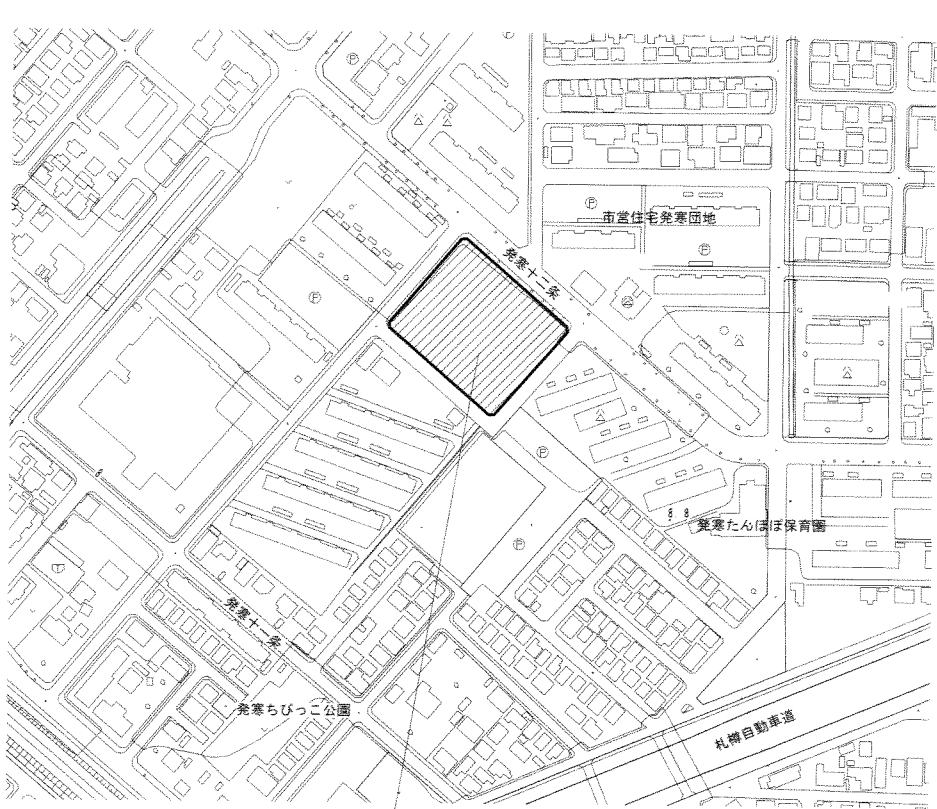 市営住宅発寒団地
発寒十二条
発寒たんぽぽ保育園
発寒十一条
発寒ちびっこ公園
札樽自動車道